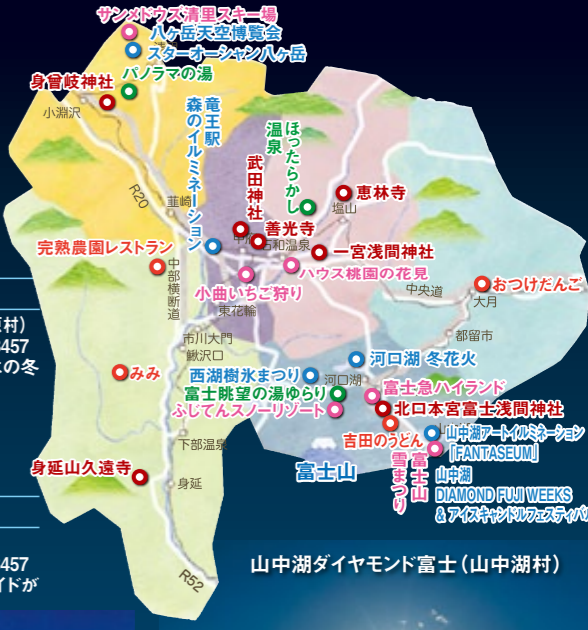 サンメドウズ清里スキー場
八ヶ岳天空博覧会
スターオーシャン八ヶ岳
パノラマの湯
身曾岐神社
小淵沢
竜王駅
森のイルミネーション
ほったらかし
温泉
武田神社
恵林寺
塩山
R20
韮崎
善光寺
石和温泉
一宮浅間神社
完熟農園レストラン
中部横断道
ハウス桃園の花見
小曲いちご狩り
中央道
おつけだんご
大月
東花輪
都留市
市川大門
鰍沢口
原村)
3457
の冬
みみ
河口湖 冬花火
西湖樹氷まつり
河口湖
富士急ハイランド
富士眺望の湯ゆらり
ふじてんスノーリゾート
北口本宮富士浅間神社
吉田のうどん
山中湖アートイルミネーション
「FANTASEUM」
下部温泉
富士山
富士山
雪まつり
山中湖
DIAMOND FUJI WEEKS
& アイスキャンドルフェスティバル
身延山久遠寺
身延
457
イドが
R52
山中湖ダイヤモンド富士(山中湖村)